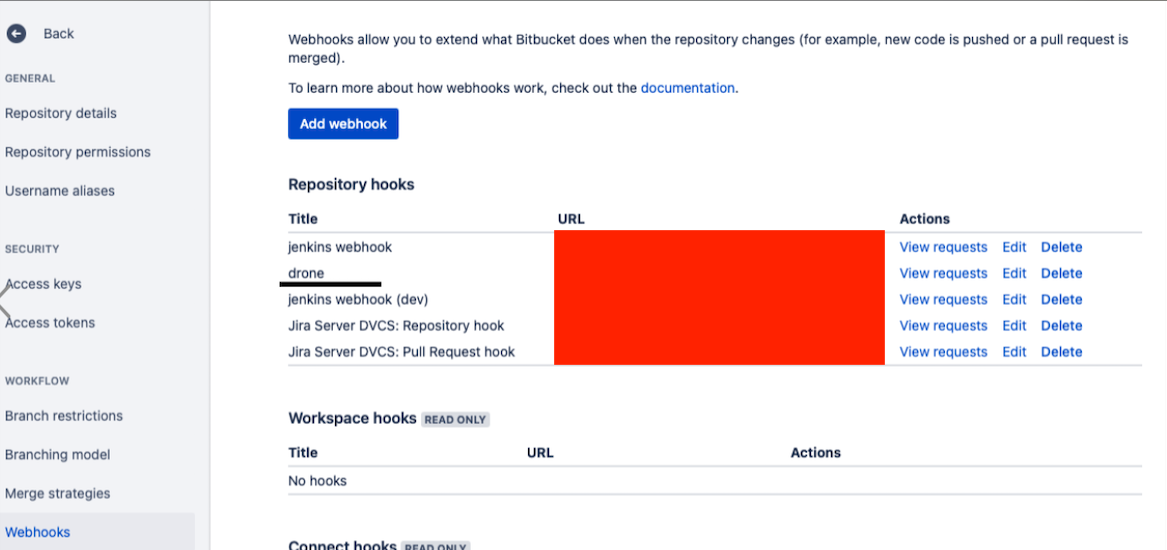 Back
GENERAL
Repository details
Repository permissions
Username aliases
SECURITY
Access keys
Access tokens
WORKFLOW
Branch restrictions
Branching model
Merge strategies
Webhooks
Webhooks allow you to extend what Bitbucket does when the repository changes (for example, new code is pushed or a pull request is
merged).
To learn more about how webhooks work, check out the documentation.
Add webhook
Repository hooks
Title URL Actions
jenkins webhook View requests Edit Delete
drone View requests Edit Delete
jenkins webhook (dev) View requests Edit Delete
Jira Server DVCS: Repository hook View requests Edit Delete
Jira Server DVCS: Pull Request hook View requests Edit Delete
Workspace hooks READ ONLY
Title URL Actions
No hooks
Connect hooks READ ONLY